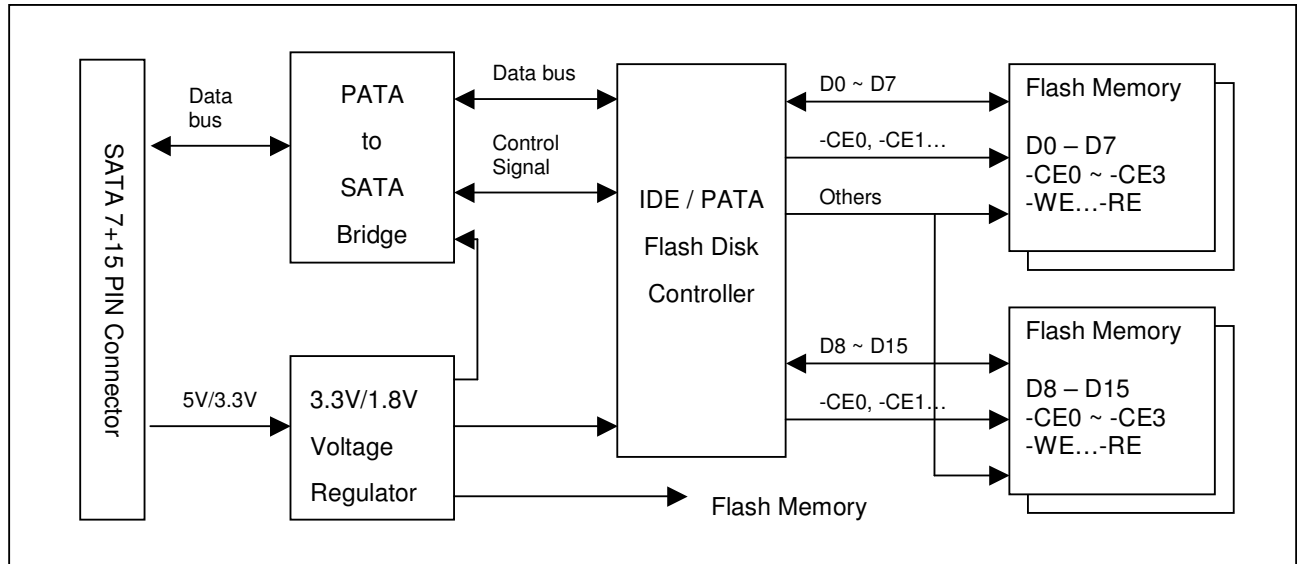 SATA 7+15 PIN Connector
Data
bus
PATA
to
SATA
Bridge
Data bus
Control
Signal
5V/3.3V
3.3V/1.8V
Voltage
Regulator
Flash Memory
IDE / PATA
Flash Disk
Controller
D0 ~ D7
-CE0, -CE1…
Others
Flash Memory
D0 – D7
-CE0 ~ -CE3
-WE…-RE
D8 ~ D15
-CE0, -CE1…
Flash Memory
D8 – D15
-CE0 ~ -CE3
-WE…-RE